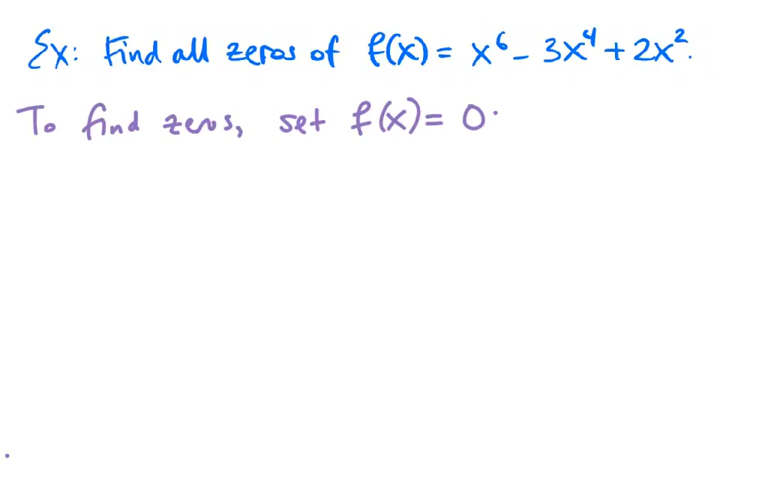 Ex: Find all zeros of f(x) = x⁶ - 3x⁴ + 2x².
To find zeros, set f(x) = 0.